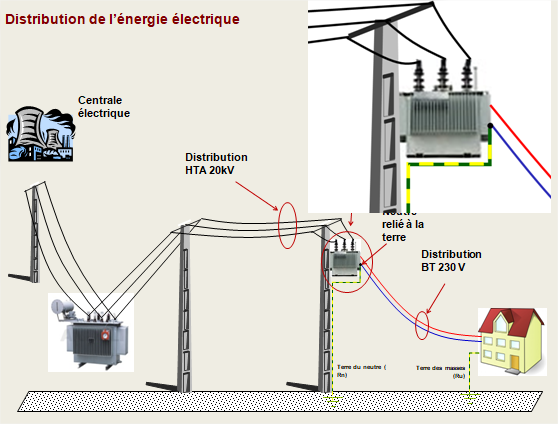 Distribution de l'énergie électrique
Centrale
électrique
Distribution
HTA 20kV
Neutre
relié à la
terre
Distribution
BT 230 V
Terre du neutre (
Rn)
Terre des masses
(Ru)